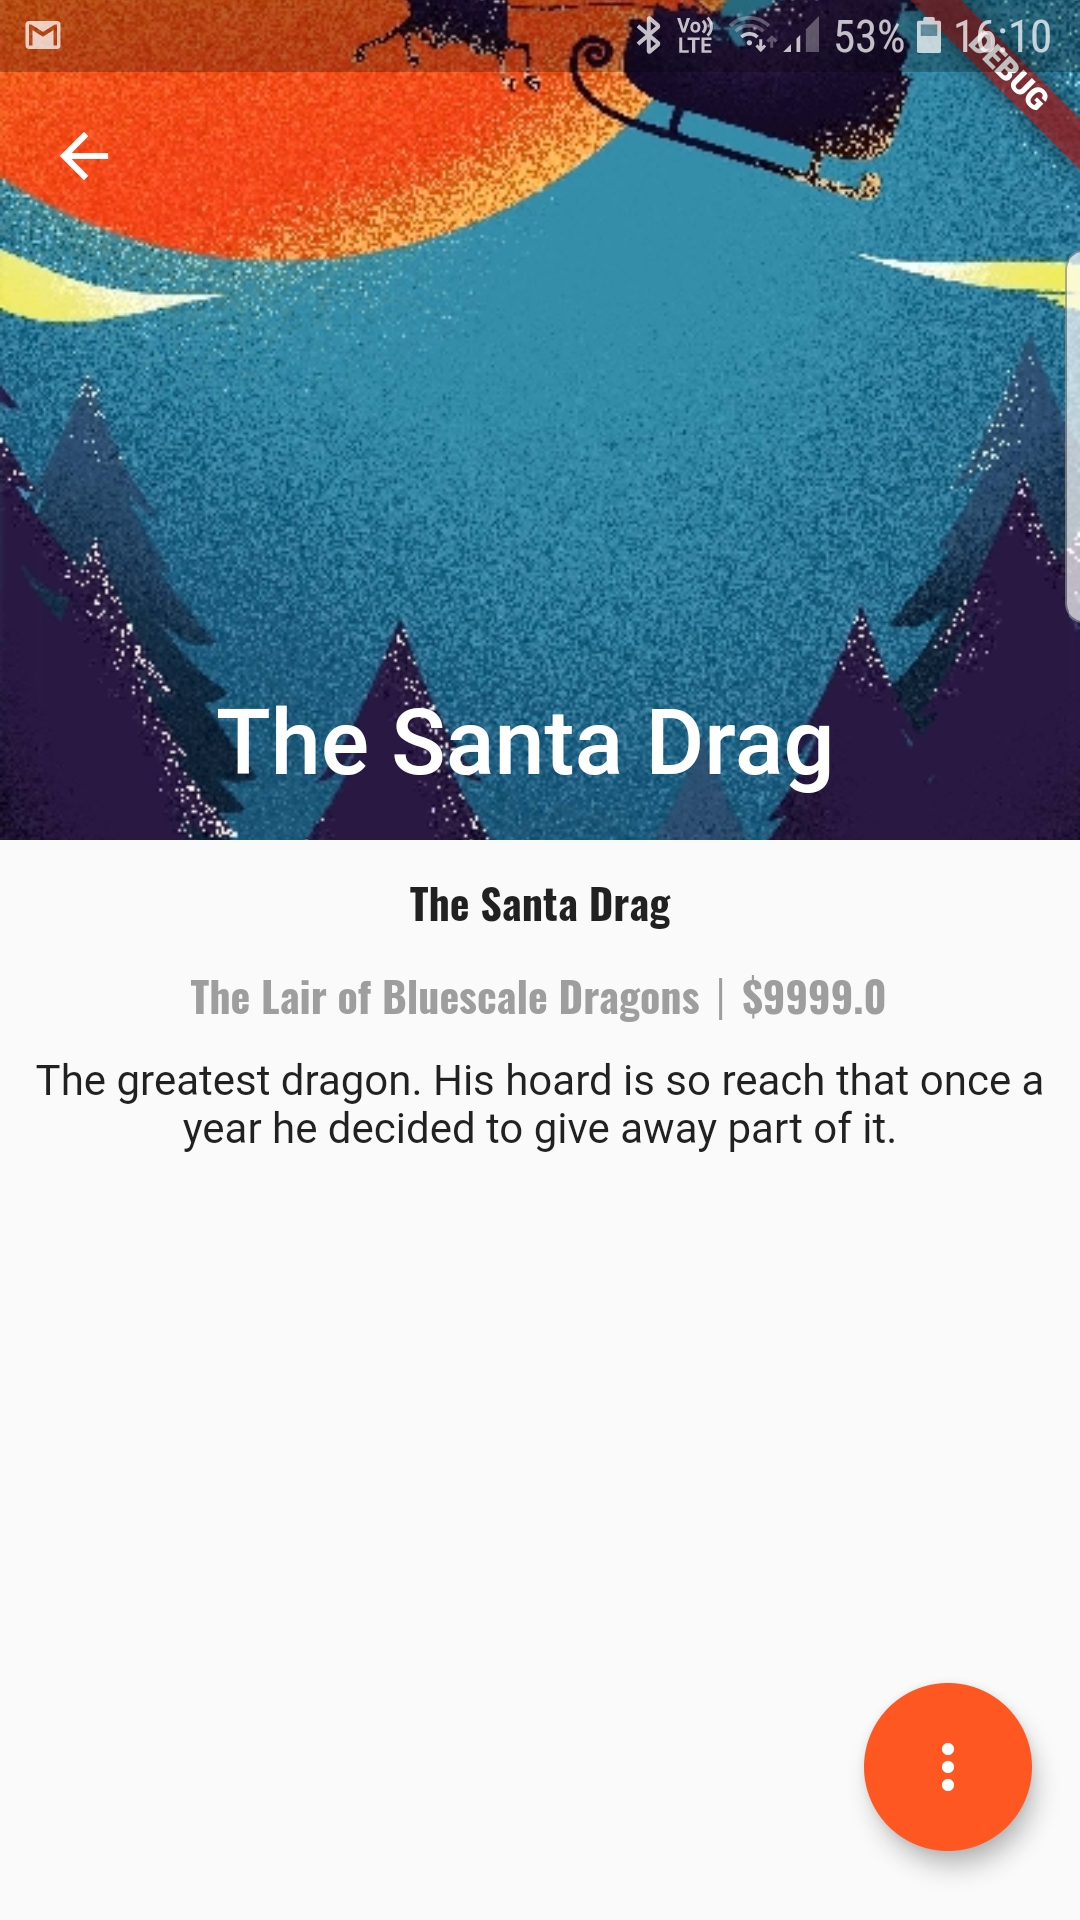 Vo)) LTE 53% 16:10
DEBUG
The Santa Drag
The Santa Drag
The Lair of Bluescale Dragons | $9999.0
The greatest dragon. His hoard is so reach that once a
year he decided to give away part of it.